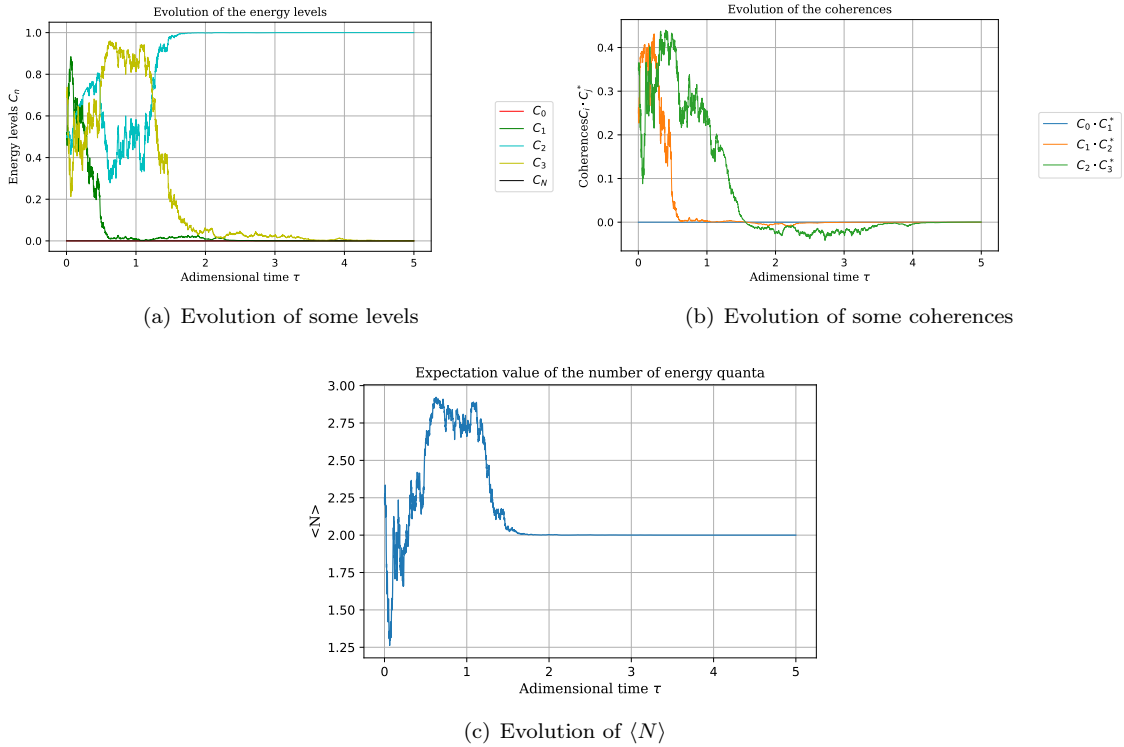 Evolution of the energy levels
Energy levels $C_n$
1.0
0.8
0.6
0.4
0.2
0.0
0 1 2 3 4 5
Adimensional time τ
$C_0$
$C_1$
$C_2$
$C_3$
$C_N$
(a) Evolution of some levels
Evolution of the coherences
Coherences$C_i \cdot C_j^*$
0.4
0.3
0.2
0.1
0.0
0 1 2 3 4 5
Adimensional time τ
$C_0 \cdot C_1^*$
$C_1 \cdot C_2^*$
$C_2 \cdot C_3^*$
(b) Evolution of some coherences
Expectation value of the number of energy quanta
<N>
3.00
2.75
2.50
2.25
2.00
1.75
1.50
1.25
0 1 2 3 4 5
Adimensional time τ
(c) Evolution of ⟨N⟩